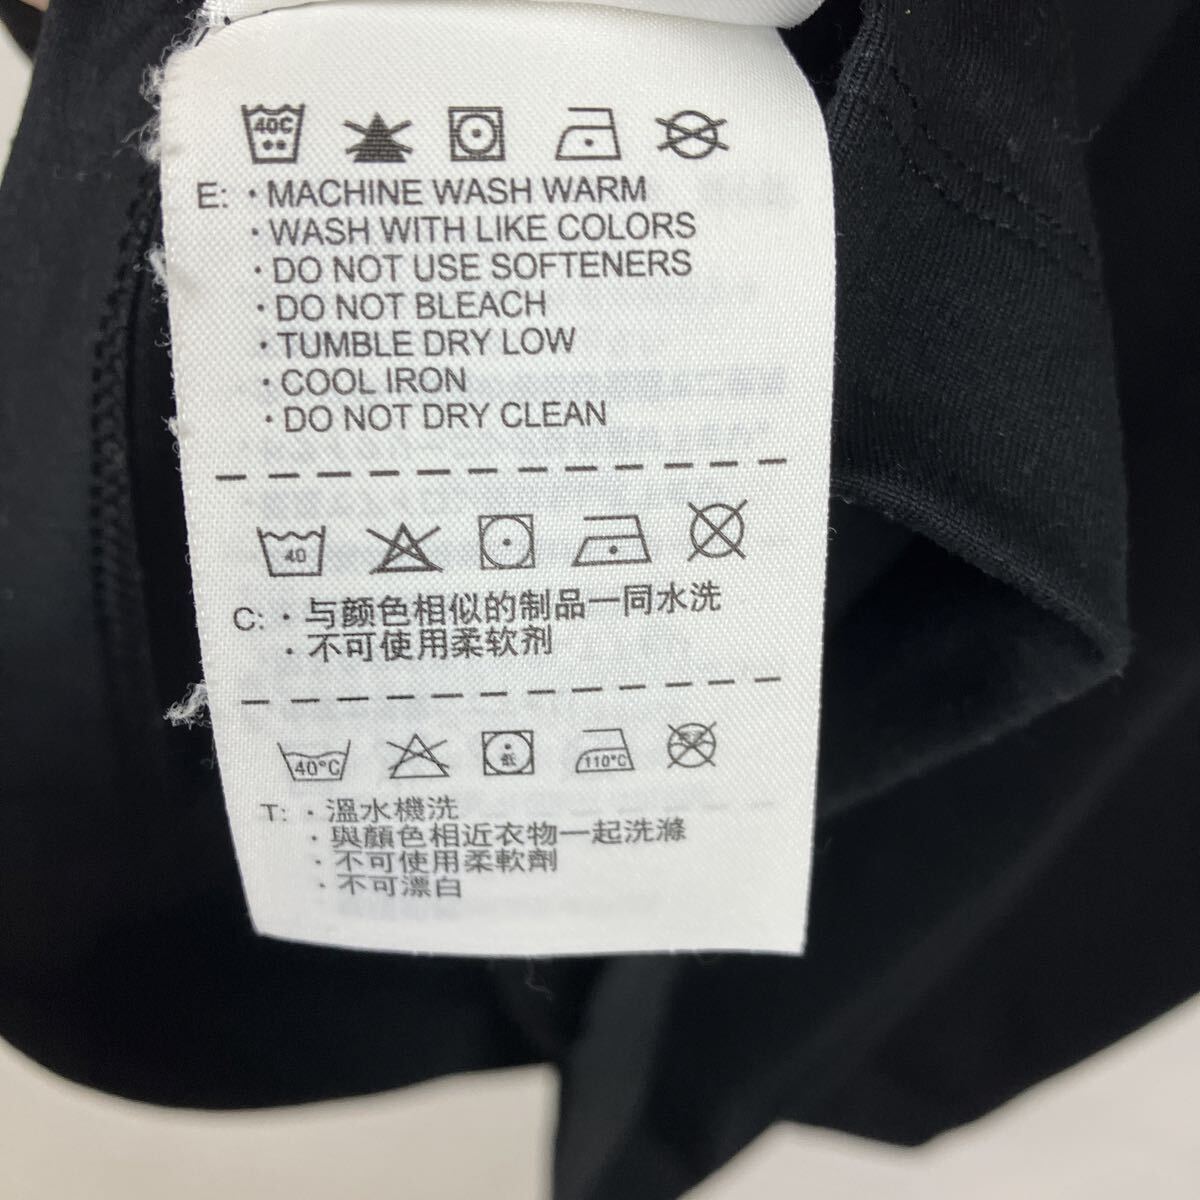 40C
E: · MACHINE WASH WARM
· WASH WITH LIKE COLORS
· DO NOT USE SOFTENERS
· DO NOT BLEACH
· TUMBLE DRY LOW
· COOL IRON
· DO NOT DRY CLEAN
40
C: · 与颜色相似的制品一同水洗
· 不可使用柔软剂
40°C 低 110°C
T: · 溫水機洗
· 與顏色相近衣物一起洗滌
· 不可使用柔軟劑
· 不可漂白